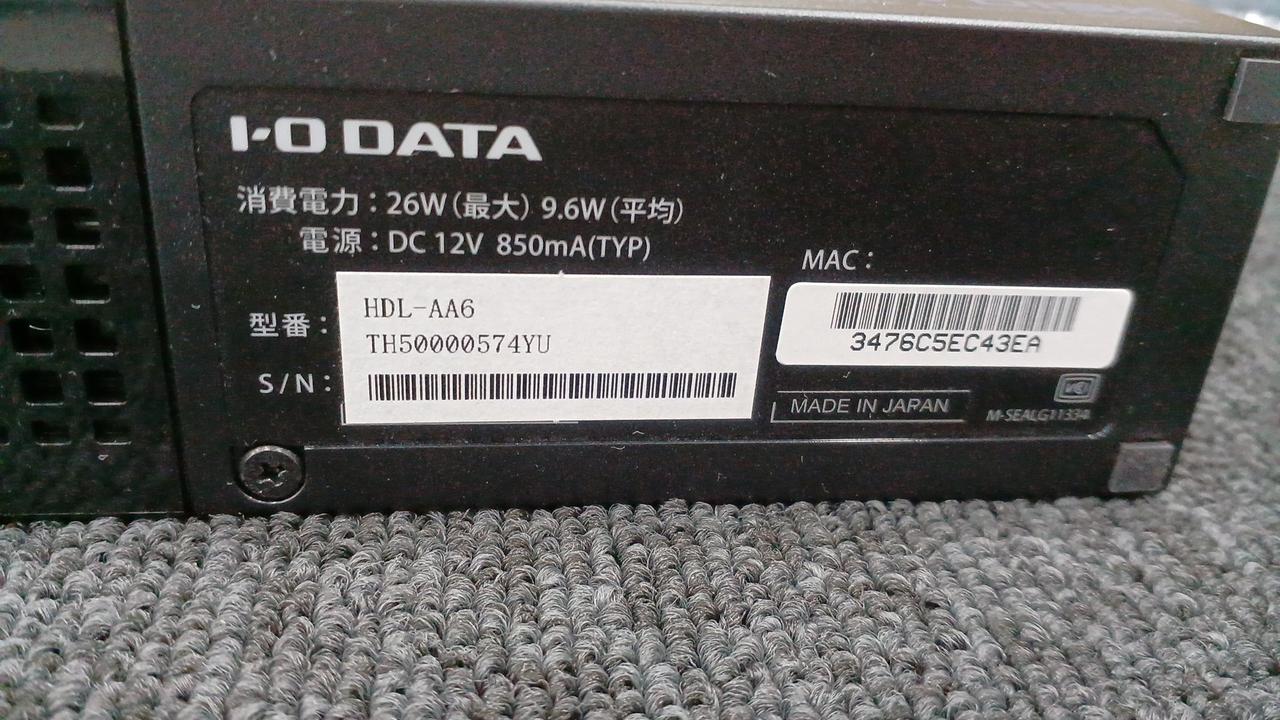 I-O DATA
消費電力：26W（最大）9.6W（平均）
電源：DC 12V 850mA(TYP)
型番：
HDL-AA6
TH50000574YU
S/N：
MAC：
3476C5EC43EA
MADE IN JAPAN
M-SEALG11334